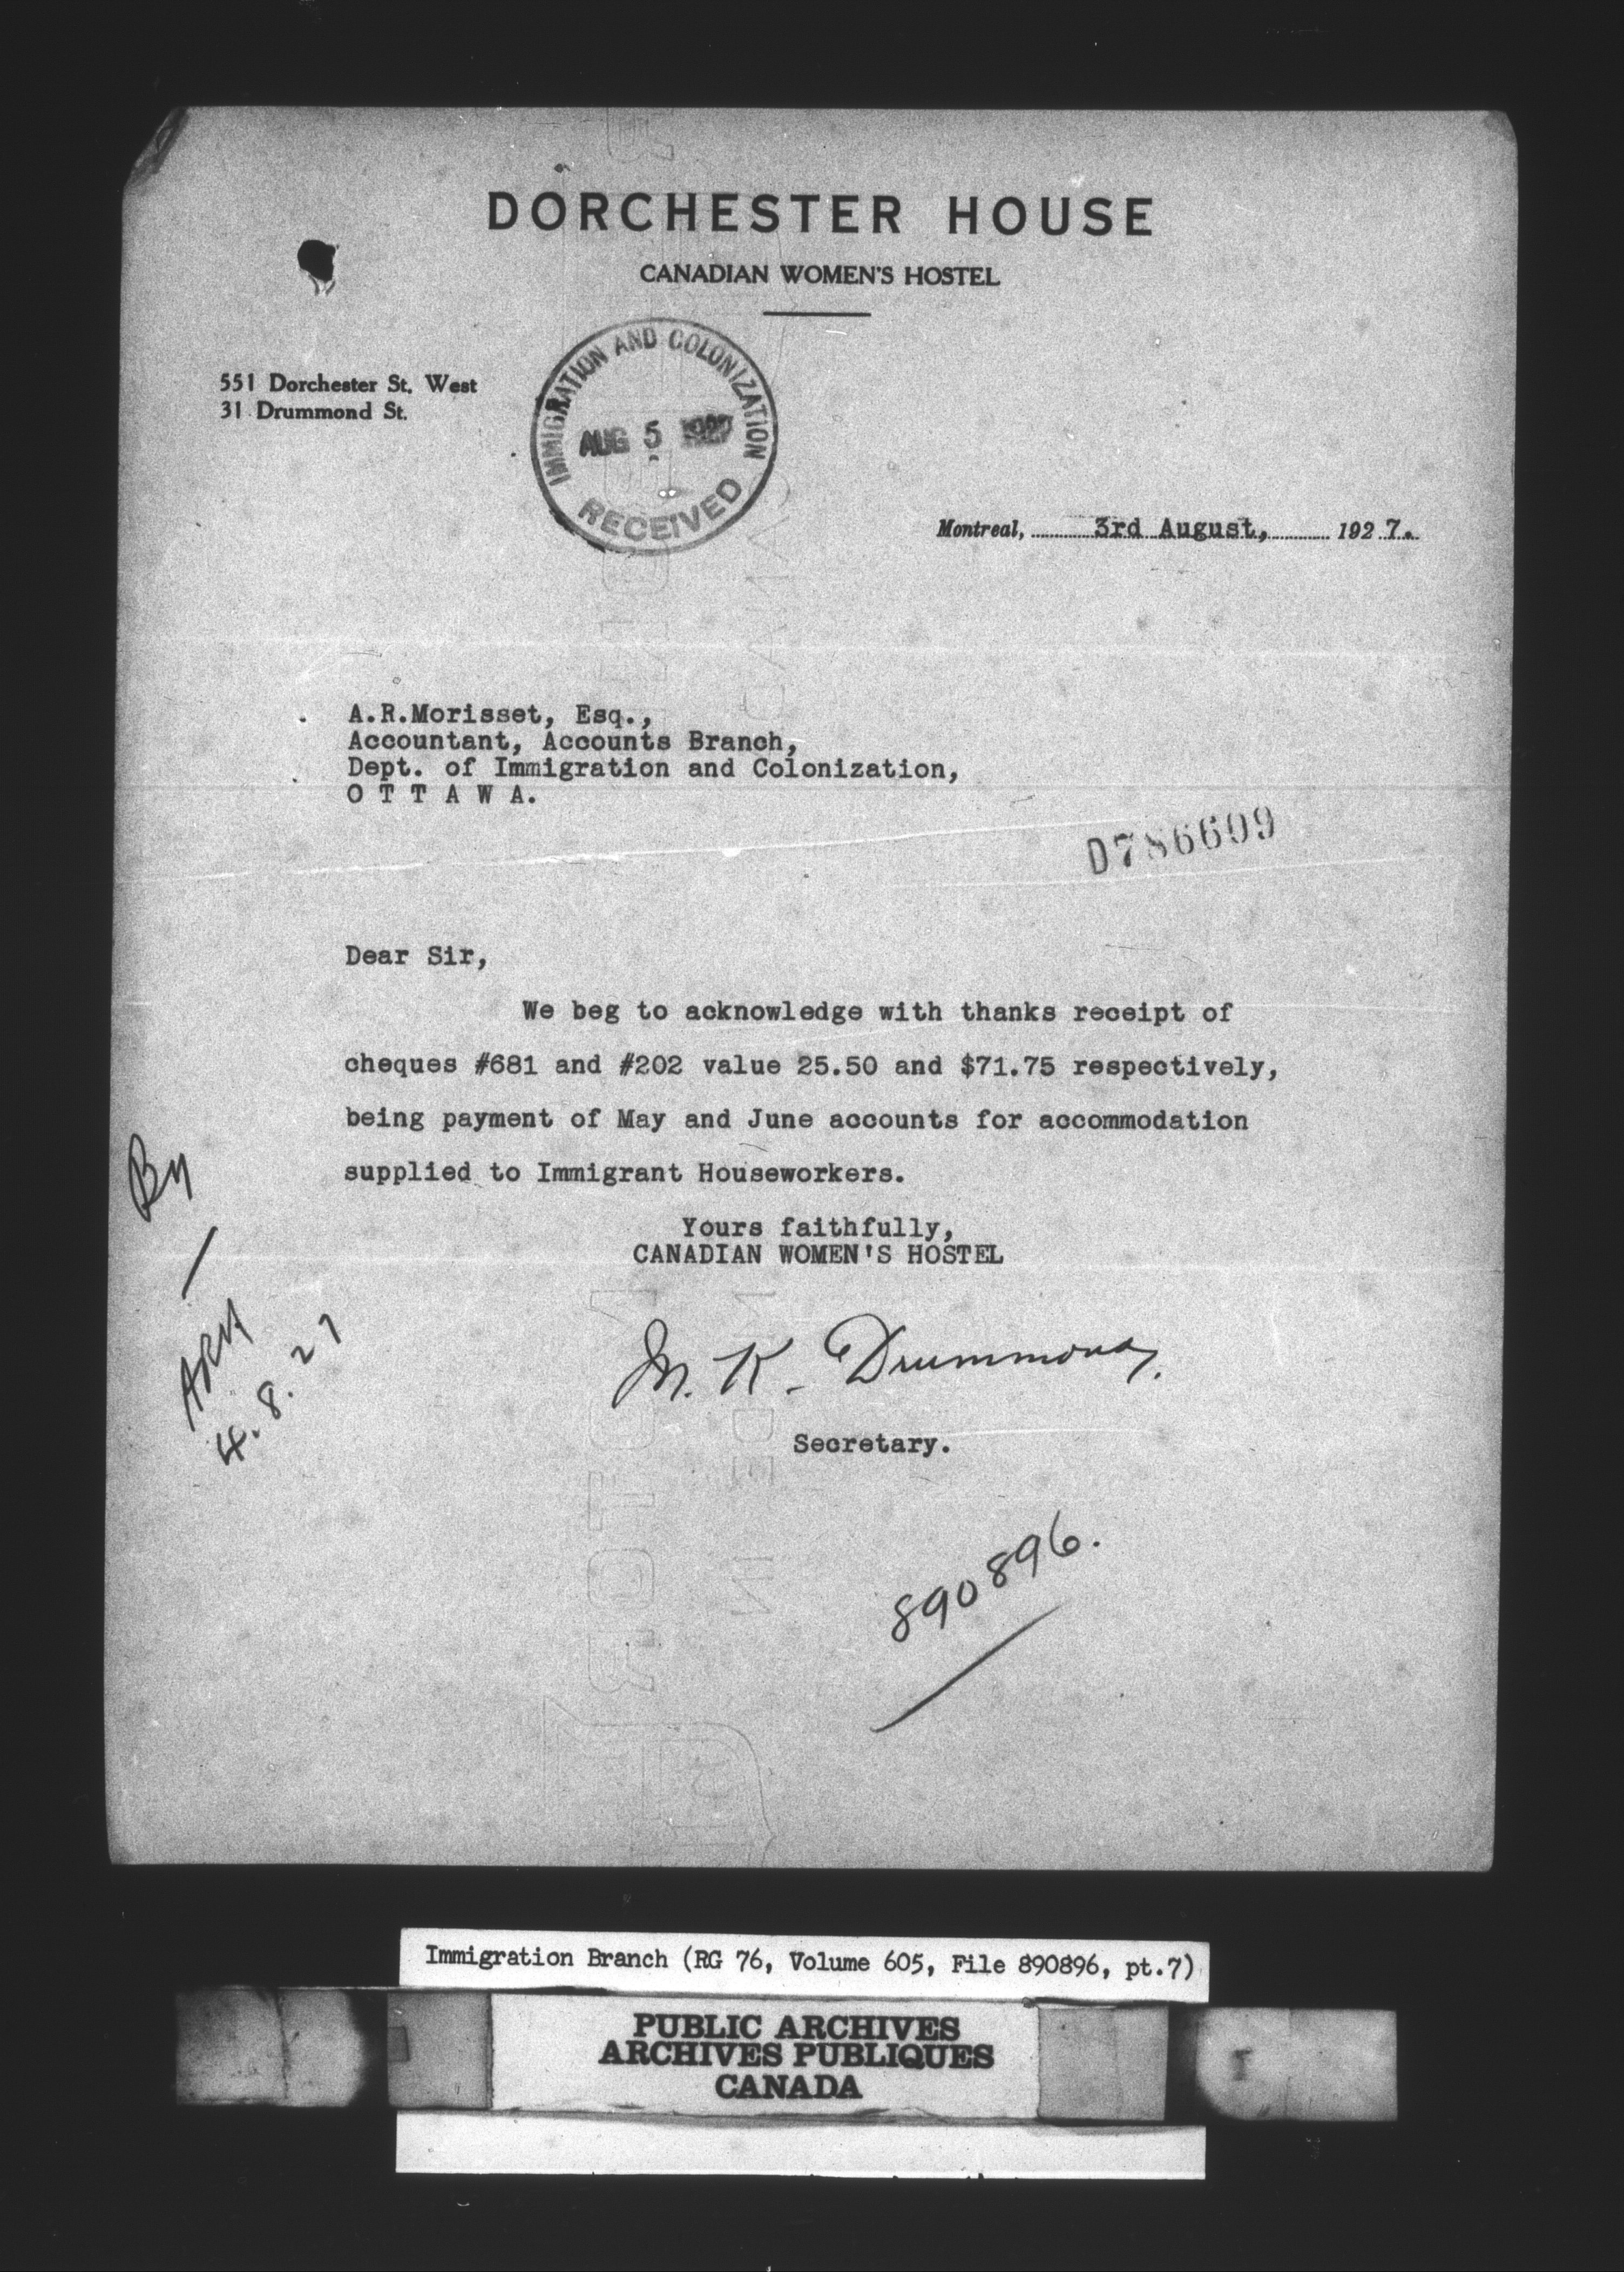 DORCHESTER HOUSE
CANADIAN WOMEN'S HOSTEL
551 Dorchester St. West
31 Drummond St.
IMMIGRATION AND COLONIZATION
AUG 5 1927
RECEIVED
Montreal, 3rd August, 1927.
A.R.Morisset, Esq.,
Accountant, Accounts Branch,
Dept. of Immigration and Colonization,
O T T A W A.
D786609
Dear Sir,
We beg to acknowledge with thanks receipt of
cheques #681 and #202 value 25.50 and $71.75 respectively,
being payment of May and June accounts for accommodation
supplied to Immigrant Houseworkers.
Yours faithfully,
CANADIAN WOMEN'S HOSTEL
M. K. Drummond.
Secretary.
By
ARM
4.8.27
890896.
Immigration Branch (RG 76, Volume 605, File 890896, pt.7)
PUBLIC ARCHIVES
ARCHIVES PUBLIQUES
CANADA